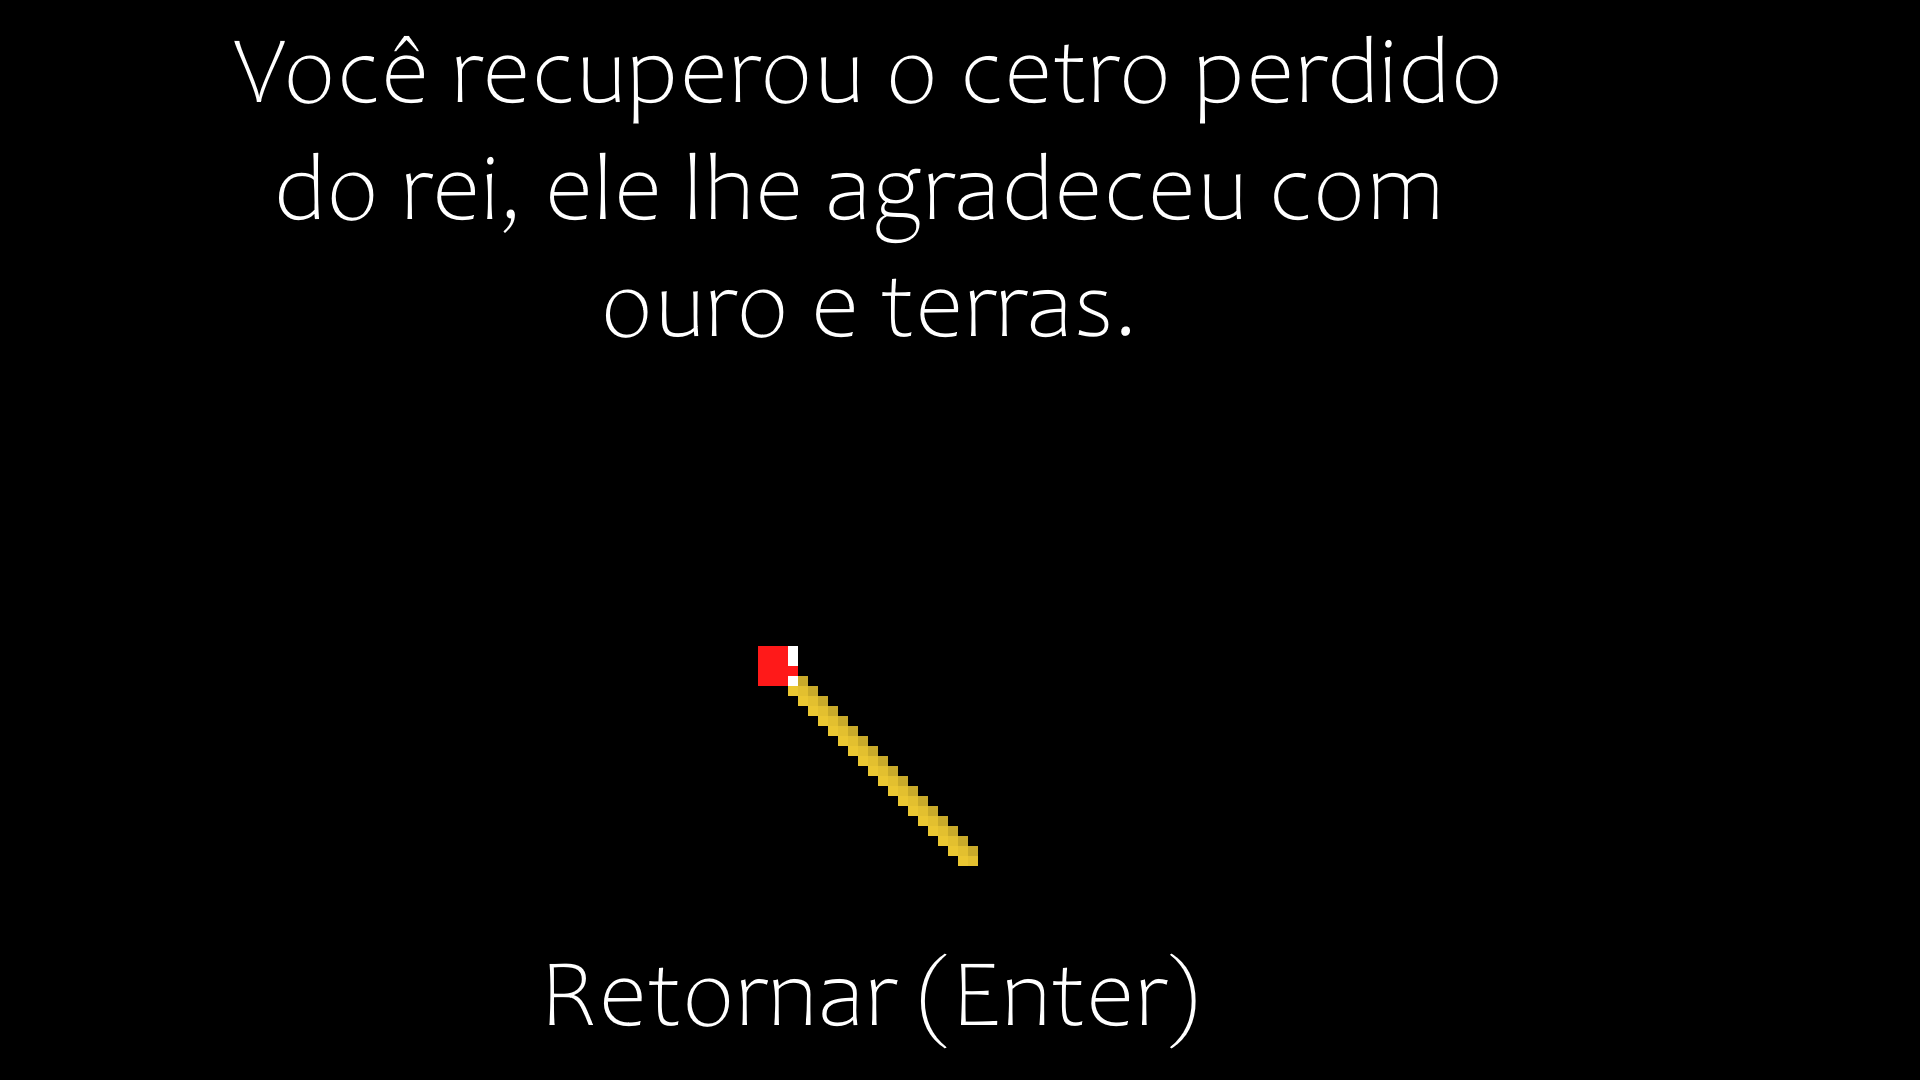 Você recuperou o cetro perdido
do rei, ele lhe agradeceu com
ouro e terras.
Retornar (Enter)